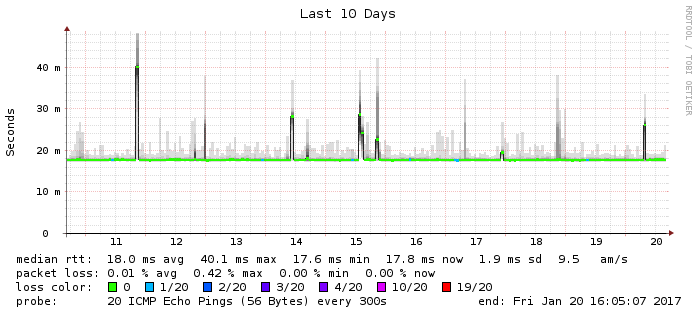 Last 10 Days
RRDTOOL / TOBI OETIKER
Seconds
40 m
30 m
20 m
10 m
0
11 12 13 14 15 16 17 18 19 20
median rtt: 18.0 ms avg 40.1 ms max 17.6 ms min 17.8 ms now 1.9 ms sd 9.5 am/s
packet loss: 0.01 % avg 0.42 % max 0.00 % min 0.00 % now
loss color: 0 1/20 2/20 3/20 4/20 10/20 19/20
probe: 20 ICMP Echo Pings (56 Bytes) every 300s end: Fri Jan 20 16:05:07 2017